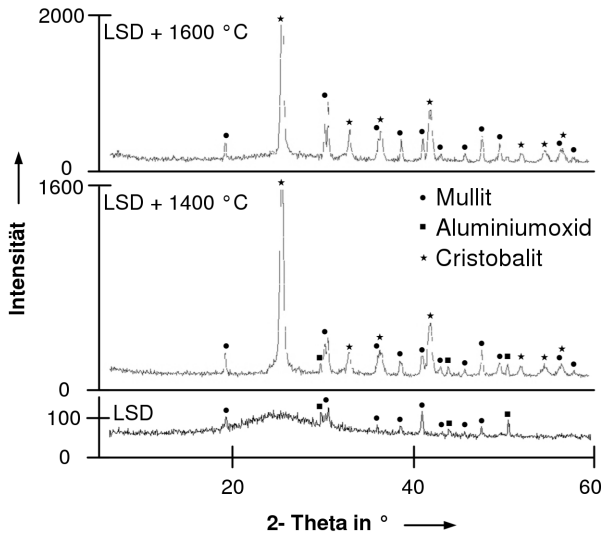 2000
LSD + 1600 °C
0
1600
LSD + 1400 °C
Mullit
Aluminiumoxid
Cristobalit
Intensität
0
100
LSD
0
20
40
60
2- Theta in °